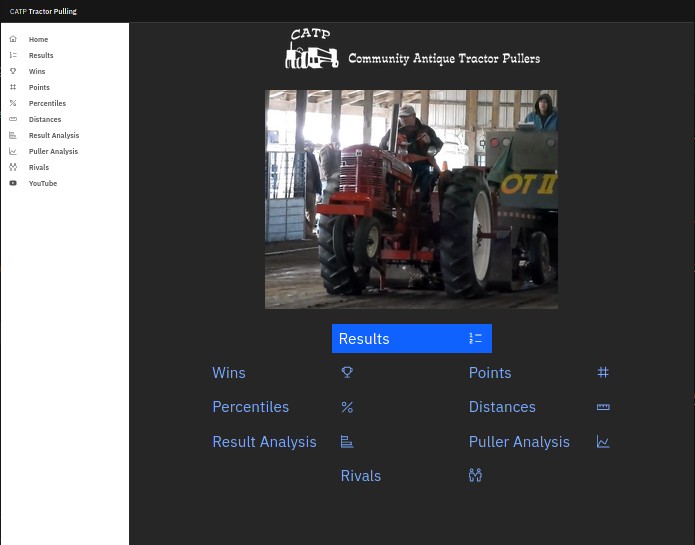 CATP Tractor Pulling
Home
Results
Wins
Points
Percentiles
Distances
Result Analysis
Puller Analysis
Rivals
YouTube
CATP
Community Antique Tractor Pullers
OT II
Results
Wins
Points
Percentiles
Distances
Result Analysis
Puller Analysis
Rivals